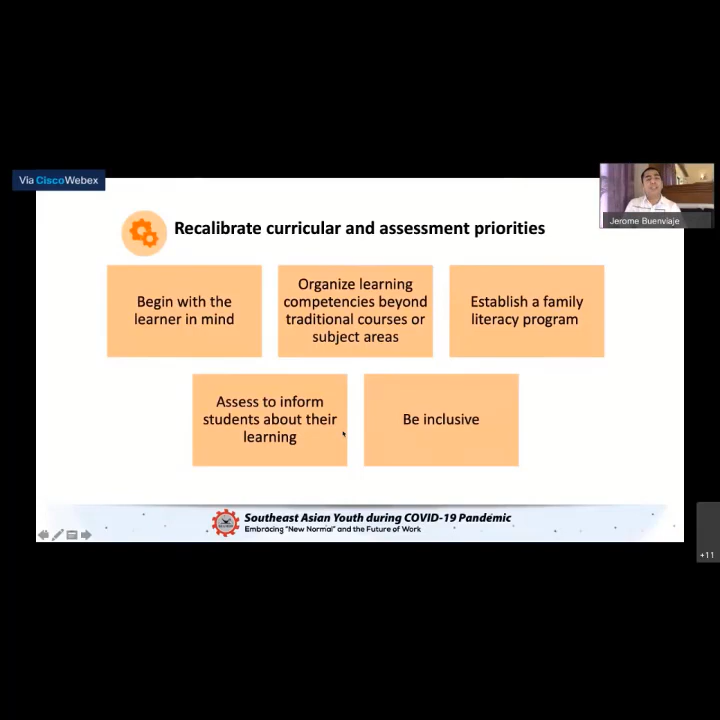 Via CiscoWebex
Jerome Buenviaje
Recalibrate curricular and assessment priorities
Begin with the
learner in mind
Organize learning
competencies beyond
traditional courses or
subject areas
Establish a family
literacy program
Assess to inform
students about their
learning
Be inclusive
Southeast Asian Youth during COVID-19 Pandemic
Embracing "New Normal" and the Future of Work
+11